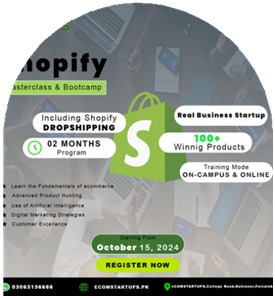 hopify
asterclass & Bootcamp
Including Shopify
DROPSHIPPING
Real Business Startup
02 MONTHS
Program
S
100+
Winnig Products
Training Mode
ON-CAMPUS & ONLINE
Learn the Fundamentals of ecommerce
Advanced Product Hunting
Use of Artificial Intelligence
Digital Marketing Strategies
Customer Excellence
Starting From
October 15, 2024
REGISTER NOW
03063136666
ECOMSTARTUPS.PK